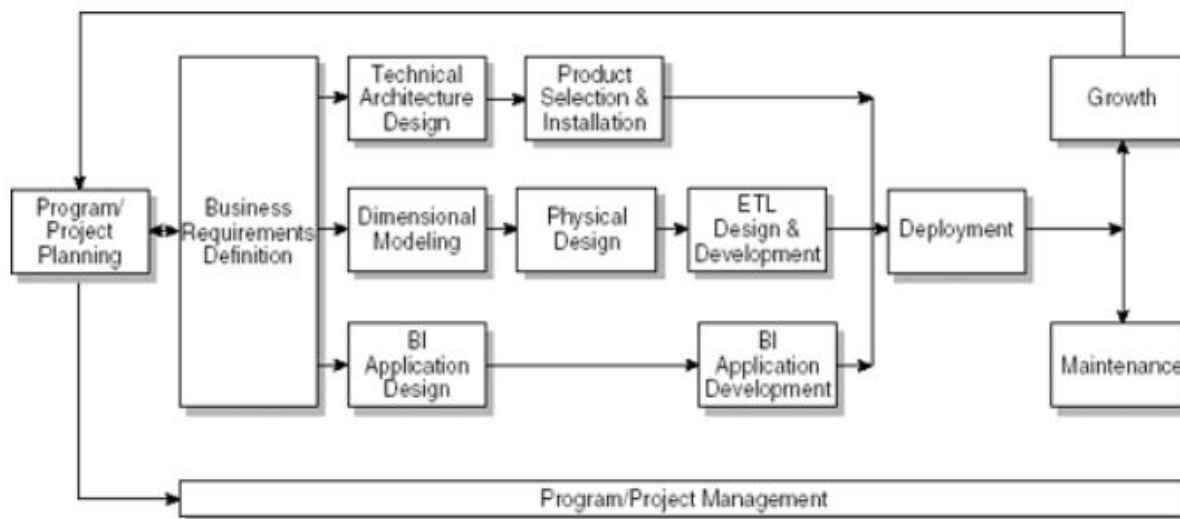 Technical
Architecture
Design
Product
Selection &
Installation
Growth
Program/
Project
Planning
Business
Requirements
Definition
Dimensional
Modeling
Physical
Design
ETL
Design &
Development
Deployment
BI
Application
Design
BI
Application
Development
Maintenance
Program/Project Management